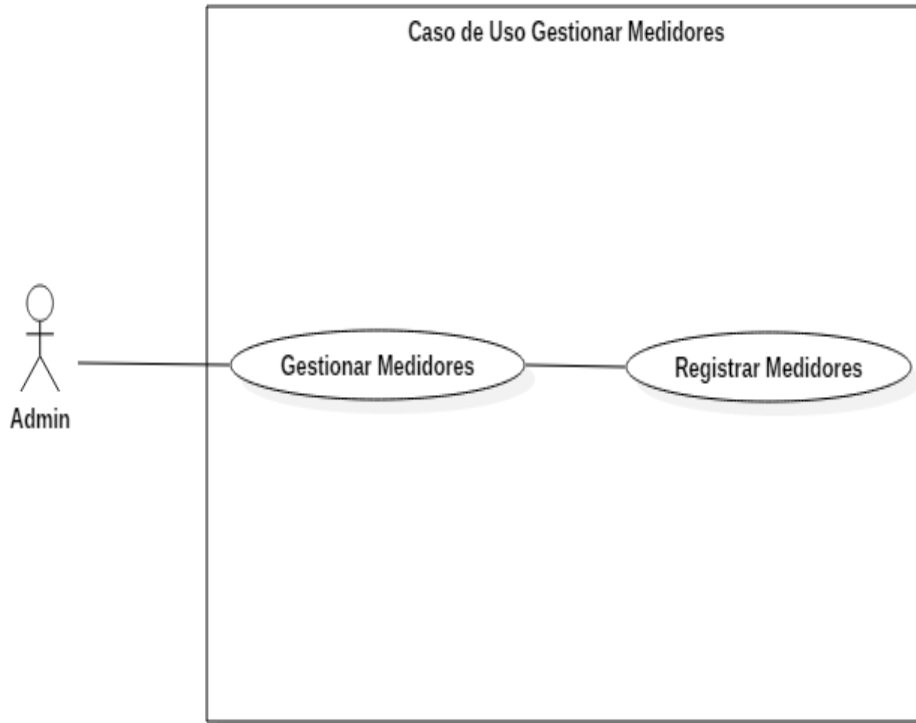 Caso de Uso Gestionar Medidores
Gestionar Medidores
Registrar Medidores
Admin